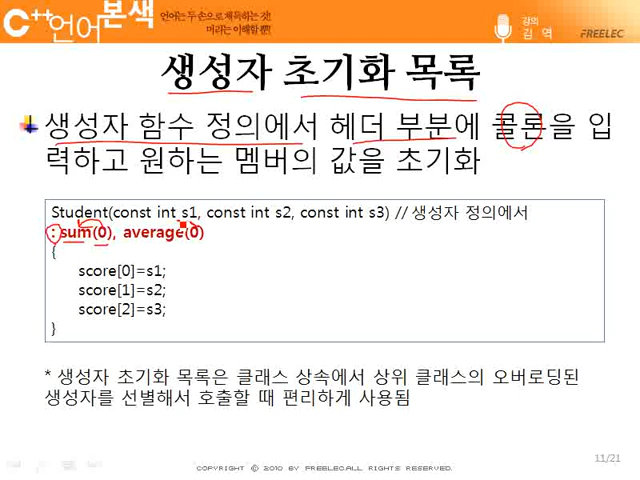 C++언어본색
언어는 두 손으로 체득하는 것!
머리는 이해할 뿐!!
강의
김 역
FREELEC
생성자 초기화 목록
생성자 함수 정의에서 헤더 부분에 콜론을 입
력하고 원하는 멤버의 값을 초기화
Student(const int s1, const int s2, const int s3) // 생성자 정의에서
: sum(0), average(0)
{
score[0]=s1;
score[1]=s2;
score[2]=s3;
}
* 생성자 초기화 목록은 클래스 상속에서 상위 클래스의 오버로딩된
생성자를 선별해서 호출할 때 편리하게 사용됨
11/21
COPYRIGHT © 2010 BY FREELEC.ALL RIGHTS RESERVED.